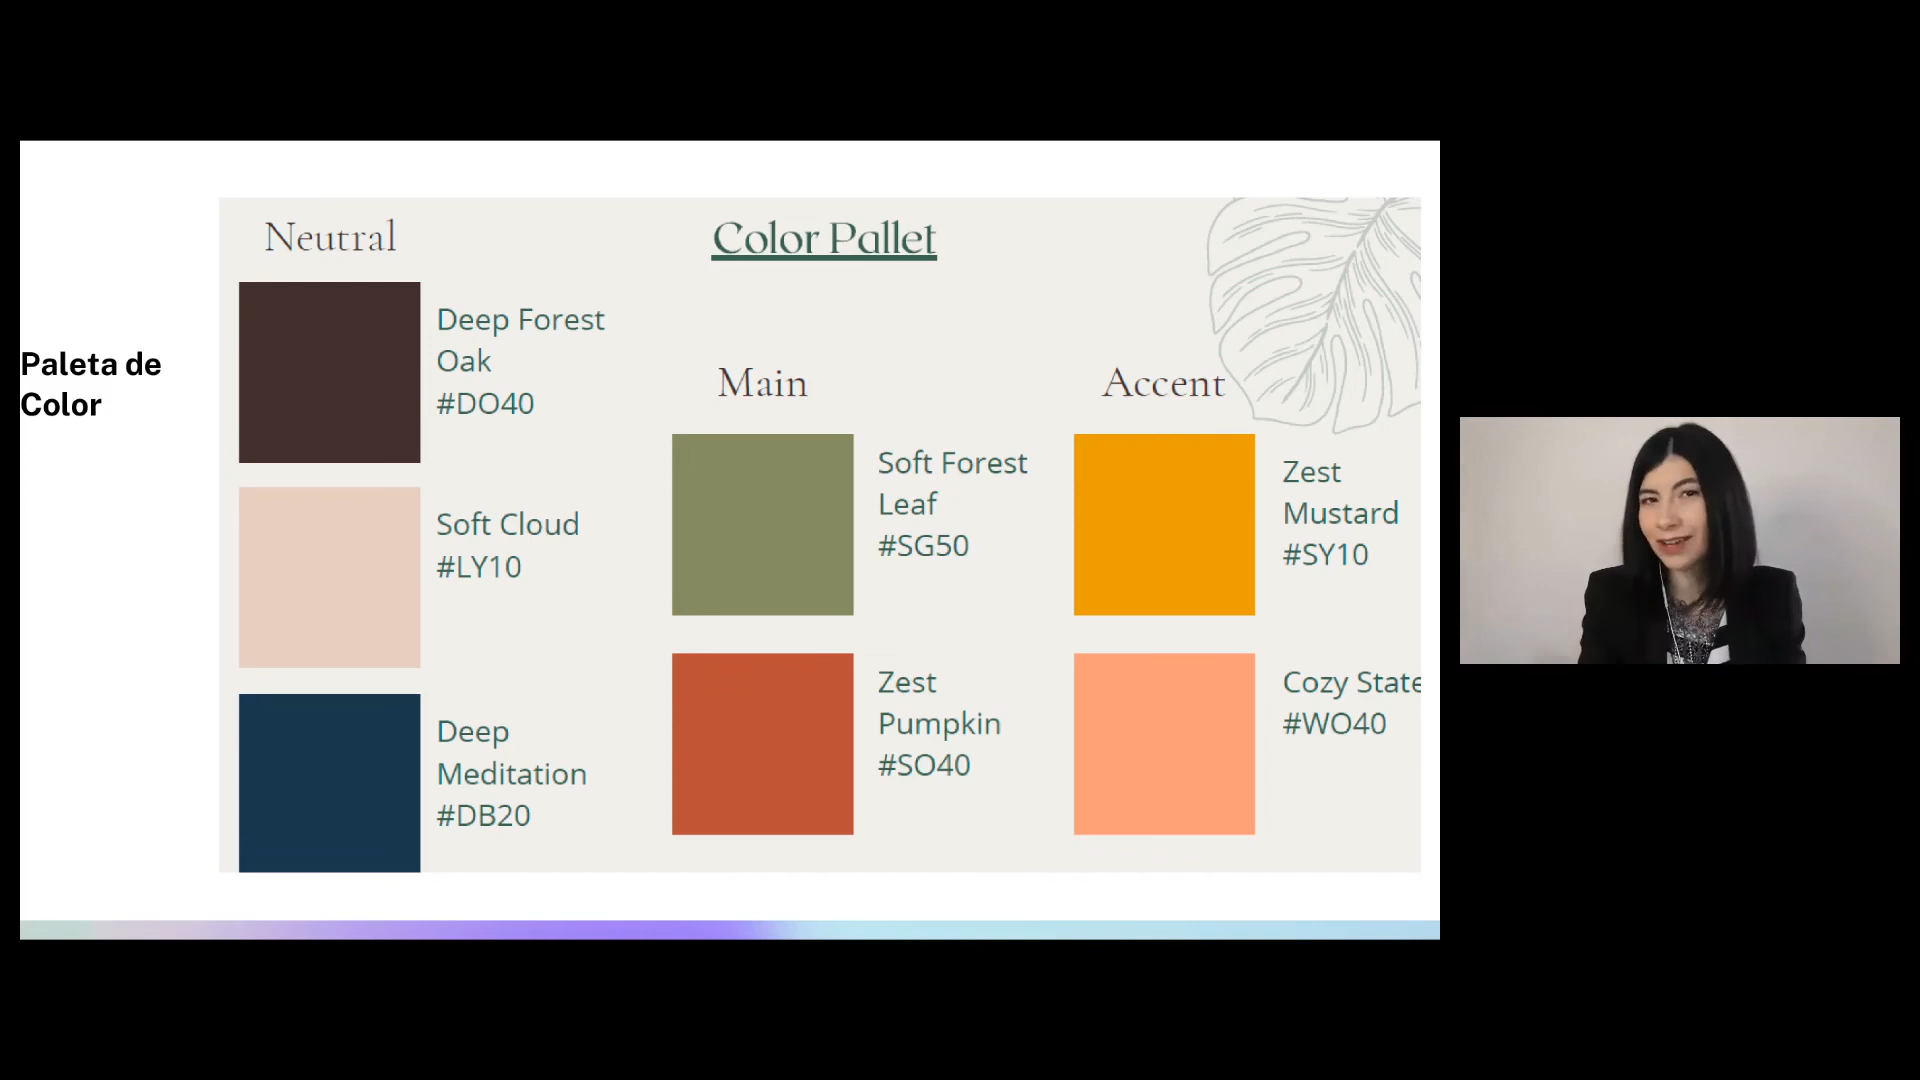 Paleta de
Color
Color Pallet
Neutral
Deep Forest
Oak
#DO40
Soft Cloud
#LY10
Deep
Meditation
#DB20
Main
Soft Forest
Leaf
#SG50
Zest
Pumpkin
#SO40
Accent
Zest
Mustard
#SY10
Cozy State
#WO40